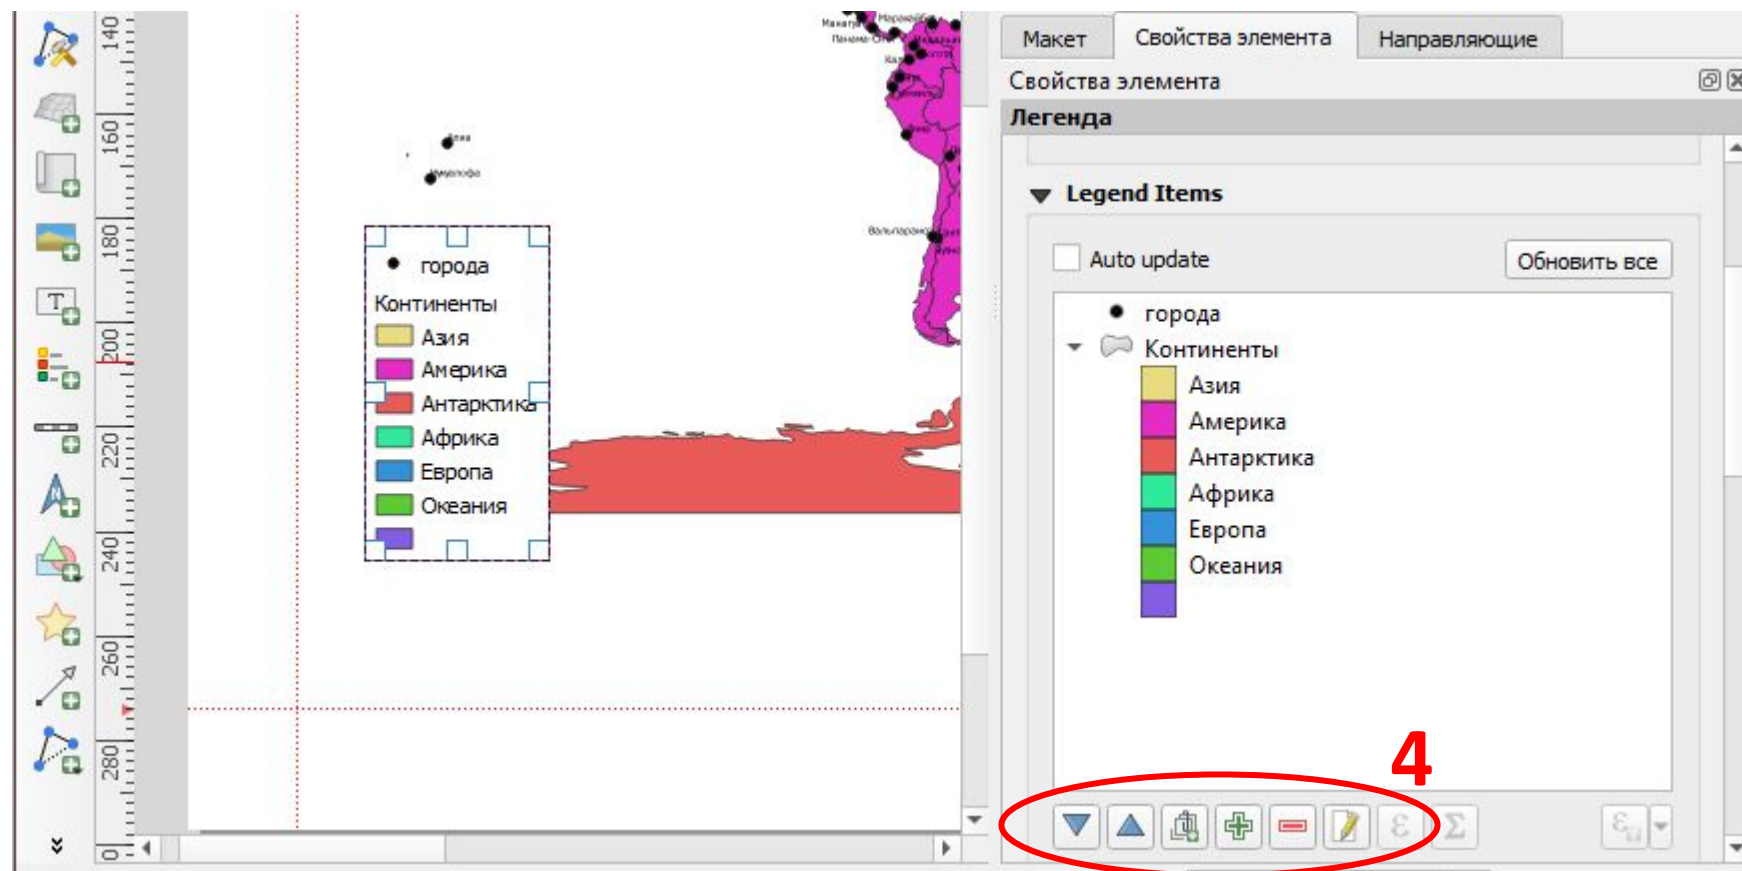 Макет
Свойства элемента
Направляющие
Свойства элемента
Легенда
Legend Items
Auto update
Обновить все
города
Континенты
Азия
Америка
Антарктика
Африка
Европа
Океания
4
140
160
180
200
220
240
260
280
0
города
Континенты
Азия
Америка
Антарктика
Африка
Европа
Океания
T
N
ε
Σ
ε